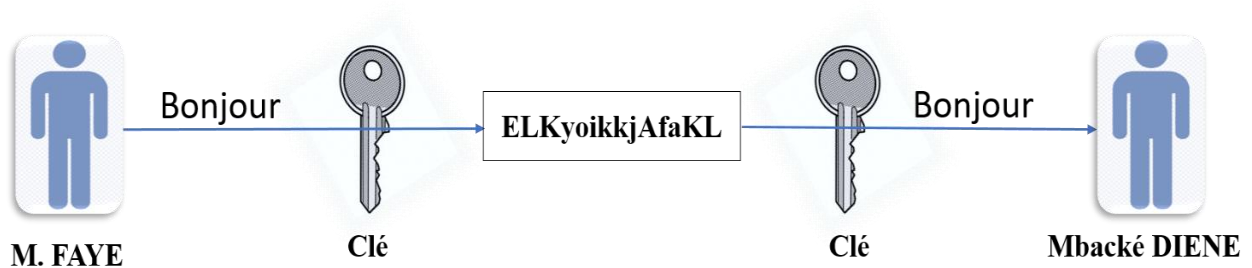 Bonjour
ELKyoikkjAfaKL
Bonjour
M. FAYE
Clé
Clé
Mbacké DIENE